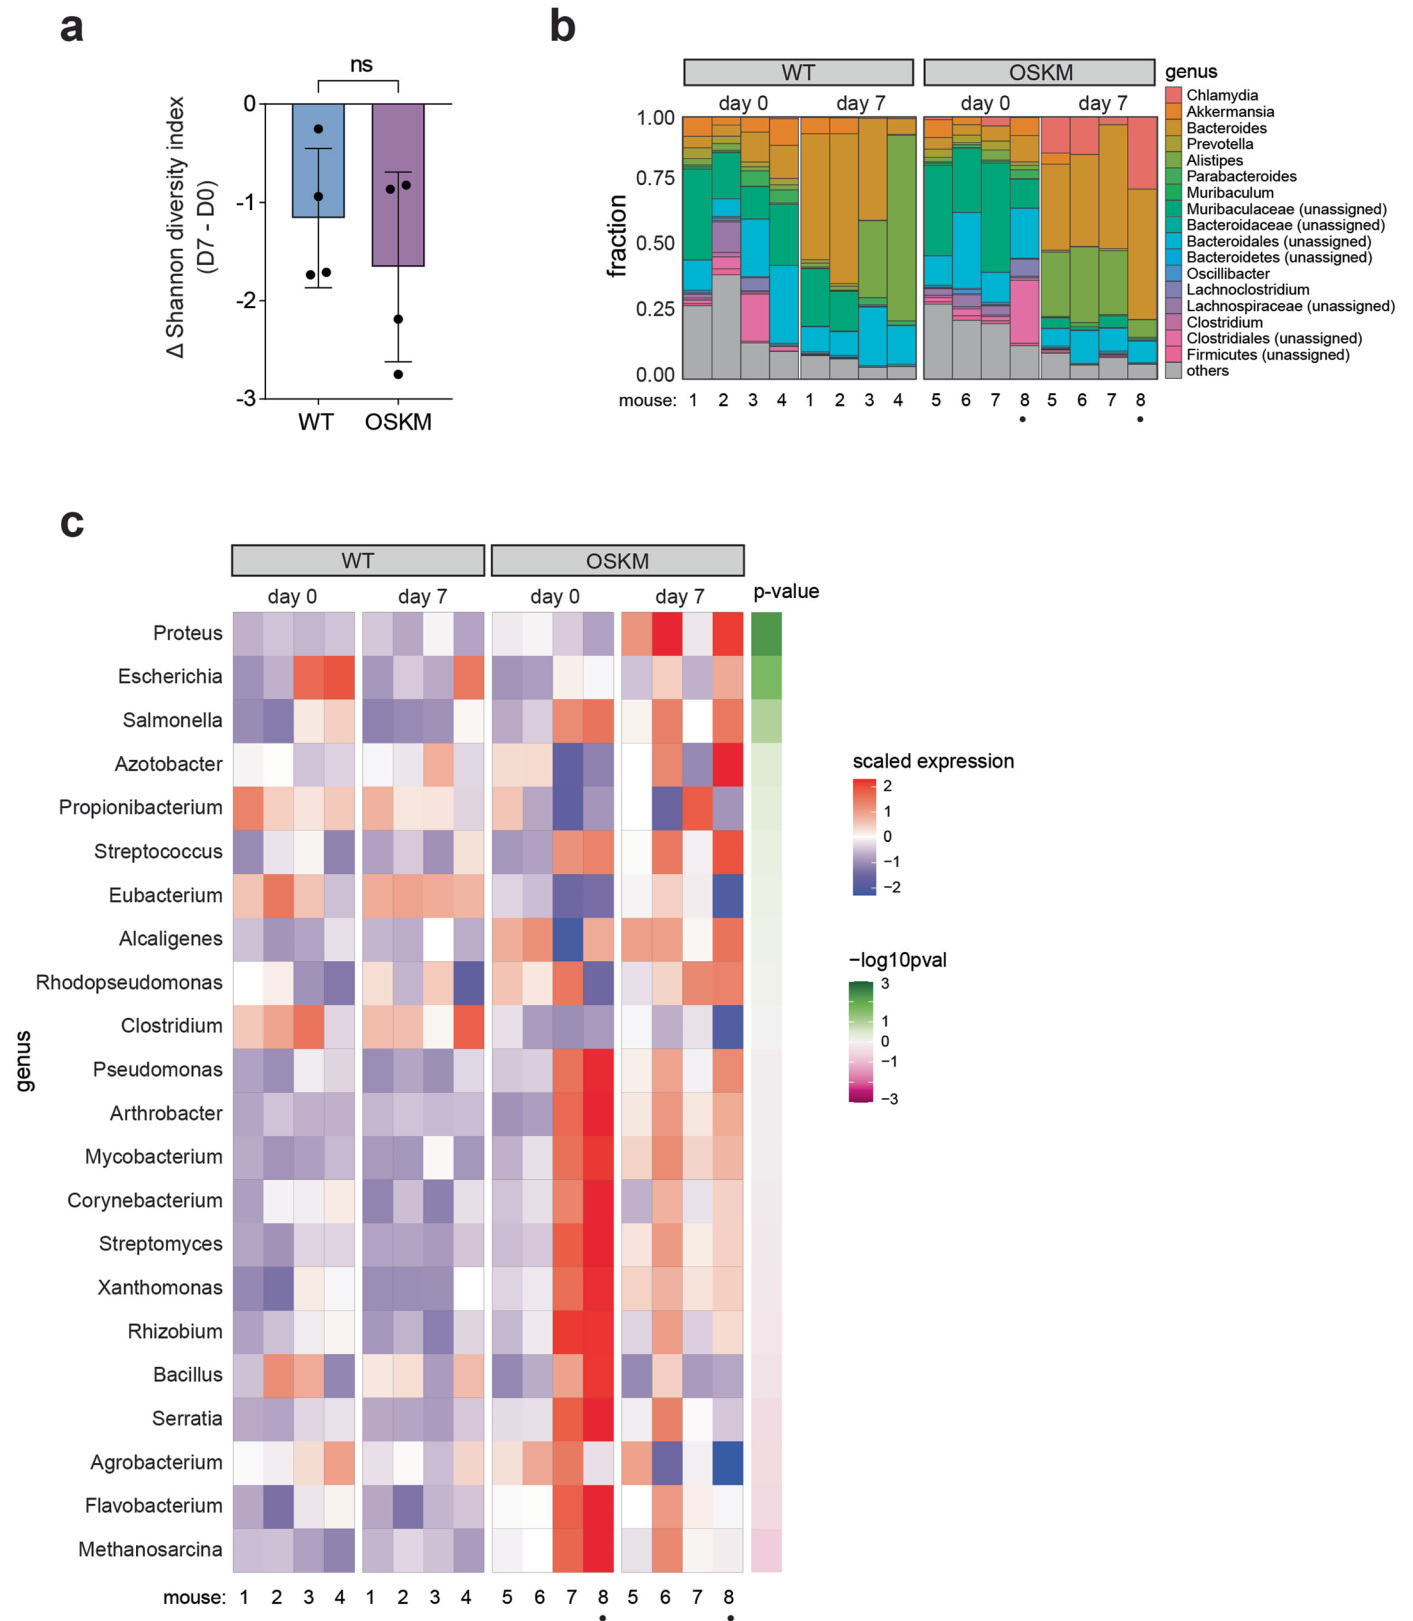 a
ns
Δ Shannon diversity index
(D7 - D0)
0
-1
-2
-3
WT
OSKM
b
WT
OSKM
day 0
day 7
day 0
day 7
fraction
1.00
0.75
0.50
0.25
0.00
mouse: 1 2 3 4 1 2 3 4 5 6 7 8 5 6 7 8
• •
genus
Chlamydia
Akkermansia
Bacteroides
Prevotella
Alistipes
Parabacteroides
Muribaculum
Muribaculaceae (unassigned)
Bacteroidaceae (unassigned)
Bacteroidales (unassigned)
Bacteroidetes (unassigned)
Oscillibacter
Lachnoclostridium
Lachnospiraceae (unassigned)
Clostridium
Clostridiales (unassigned)
Firmicutes (unassigned)
others
c
WT
OSKM
day 0
day 7
day 0
day 7
p-value
genus
Proteus
Escherichia
Salmonella
Azotobacter
Propionibacterium
Streptococcus
Eubacterium
Alcaligenes
Rhodopseudomonas
Clostridium
Pseudomonas
Arthrobacter
Mycobacterium
Corynebacterium
Streptomyces
Xanthomonas
Rhizobium
Bacillus
Serratia
Agrobacterium
Flavobacterium
Methanosarcina
mouse: 1 2 3 4 1 2 3 4 5 6 7 8 5 6 7 8
• •
scaled expression
2
1
0
−1
−2
−log10pval
3
1
0
−1
−3